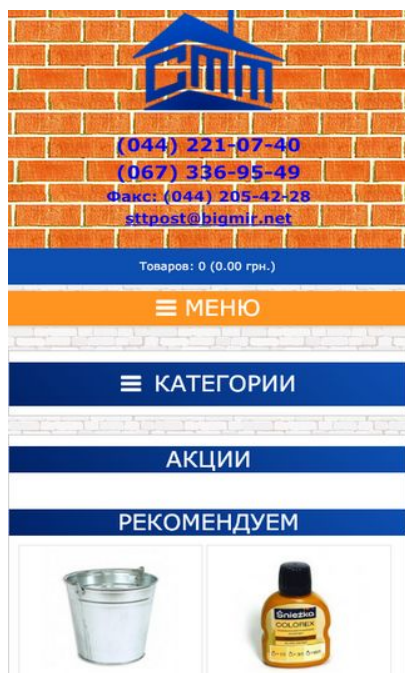 СТТ
(044) 221-07-40
(067) 336-95-49
Факс: (044) 205-42-28
sttpost@bigmir.net
Товаров: 0 (0.00 грн.)
МЕНЮ
КАТЕГОРИИ
АКЦИИ
РЕКОМЕНДУЕМ
Śnieżka
COLOREX